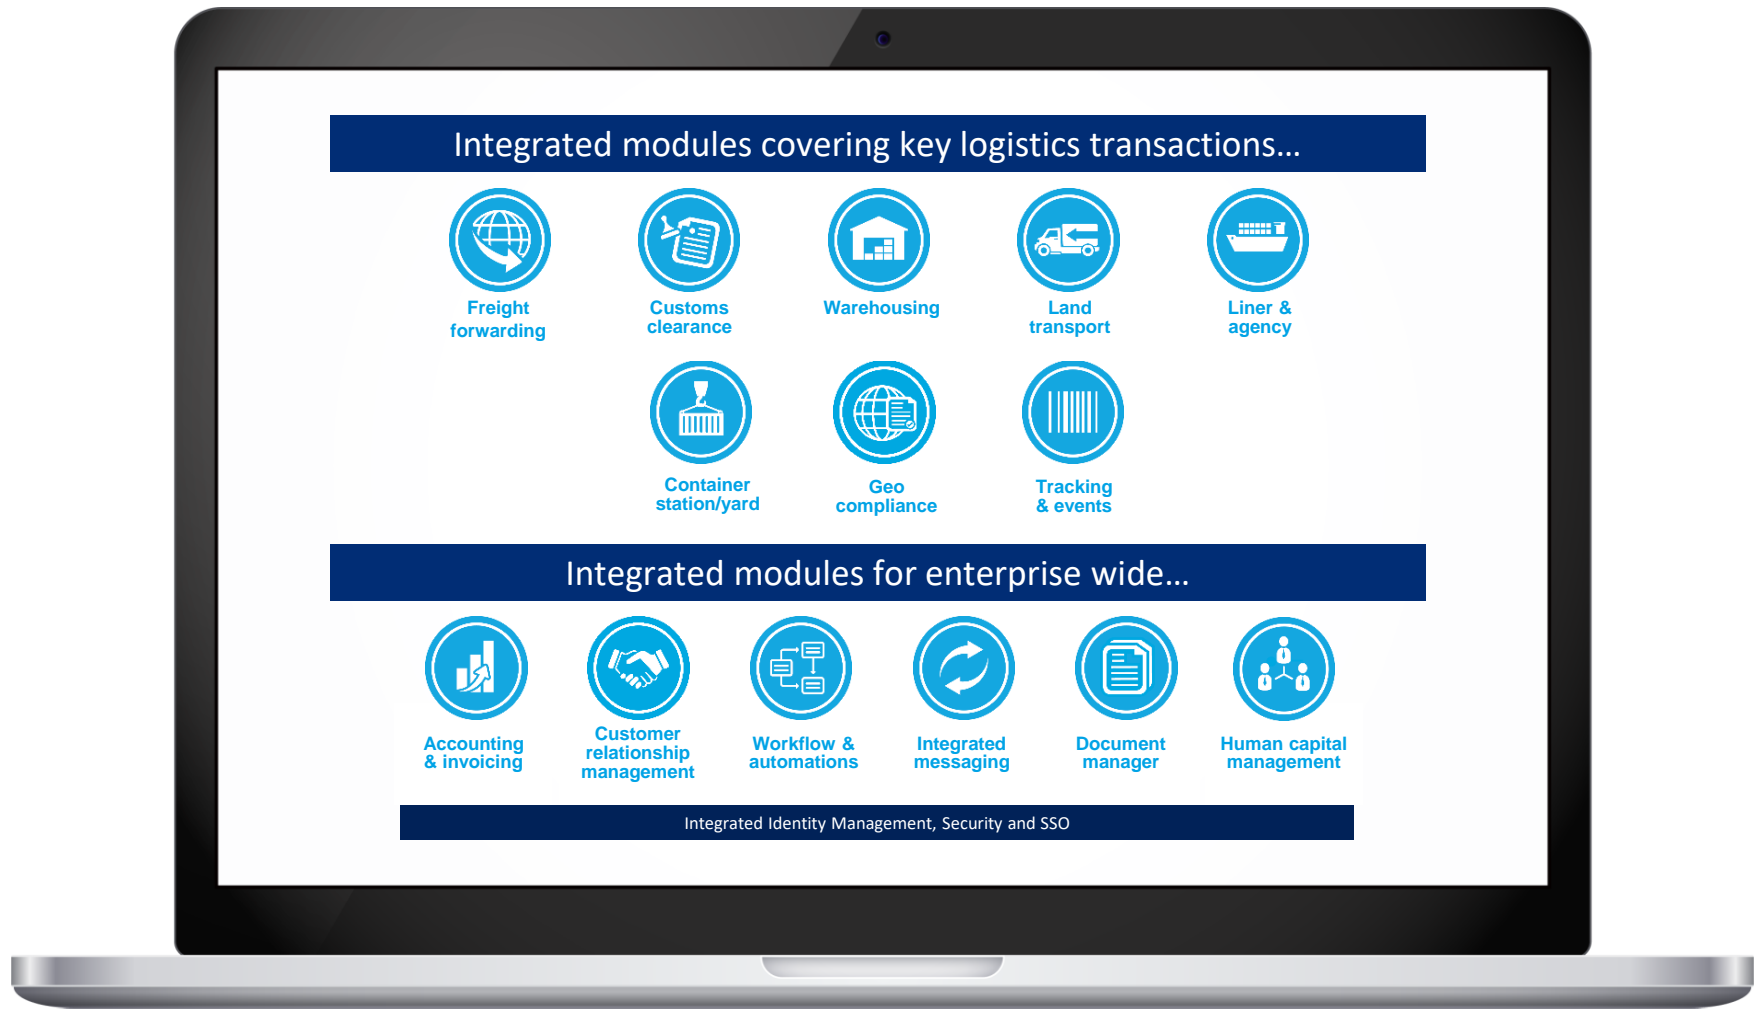 Integrated modules covering key logistics transactions...
Freight
forwarding
Customs
clearance
Warehousing
Land
transport
Liner &
agency
Container
station/yard
Geo
compliance
Tracking
& events
Integrated modules for enterprise wide...
Accounting
& invoicing
Customer
relationship
management
Workflow &
automations
Integrated
messaging
Document
manager
Human capital
management
Integrated Identity Management, Security and SSO